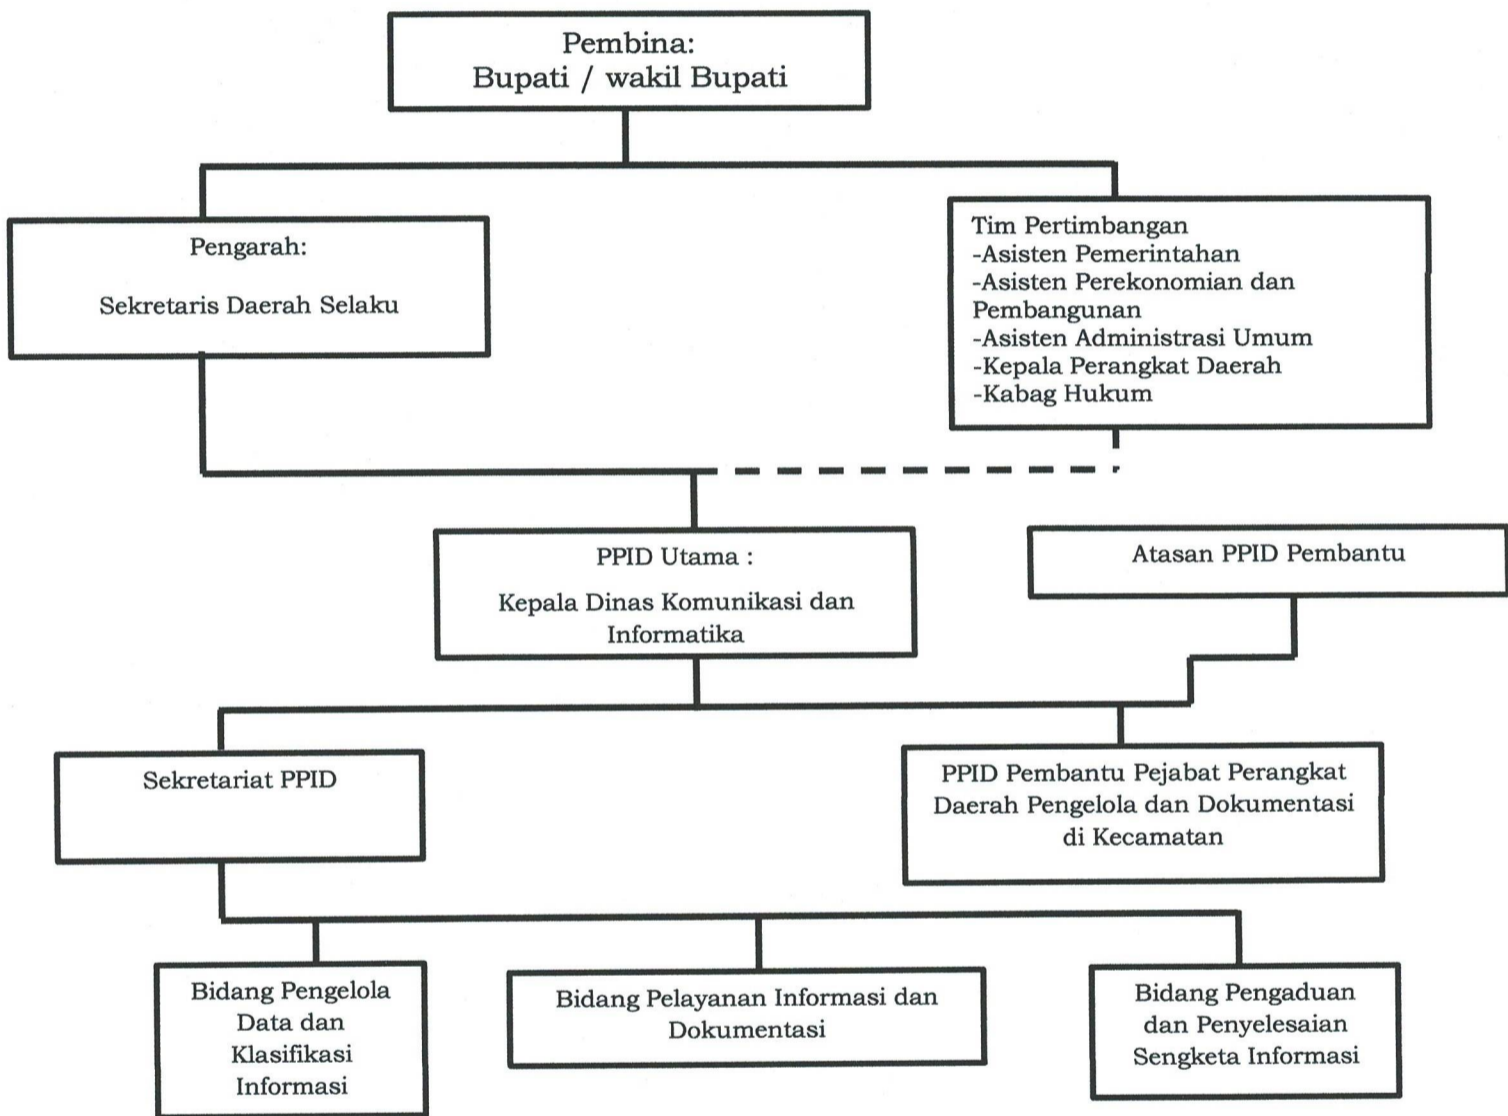 Pembina:
Bupati / wakil Bupati
Pengarah:
Sekretaris Daerah Selaku
Tim Pertimbangan
-Asisten Pemerintahan
-Asisten Perekonomian dan
Pembangunan
-Asisten Administrasi Umum
-Kepala Perangkat Daerah
-Kabag Hukum
PPID Utama :
Kepala Dinas Komunikasi dan
Informatika
Atasan PPID Pembantu
Sekretariat PPID
PPID Pembantu Pejabat Perangkat
Daerah Pengelola dan Dokumentasi
di Kecamatan
Bidang Pengelola
Data dan
Klasifikasi
Informasi
Bidang Pelayanan Informasi dan
Dokumentasi
Bidang Pengaduan
dan Penyelesaian
Sengketa Informasi